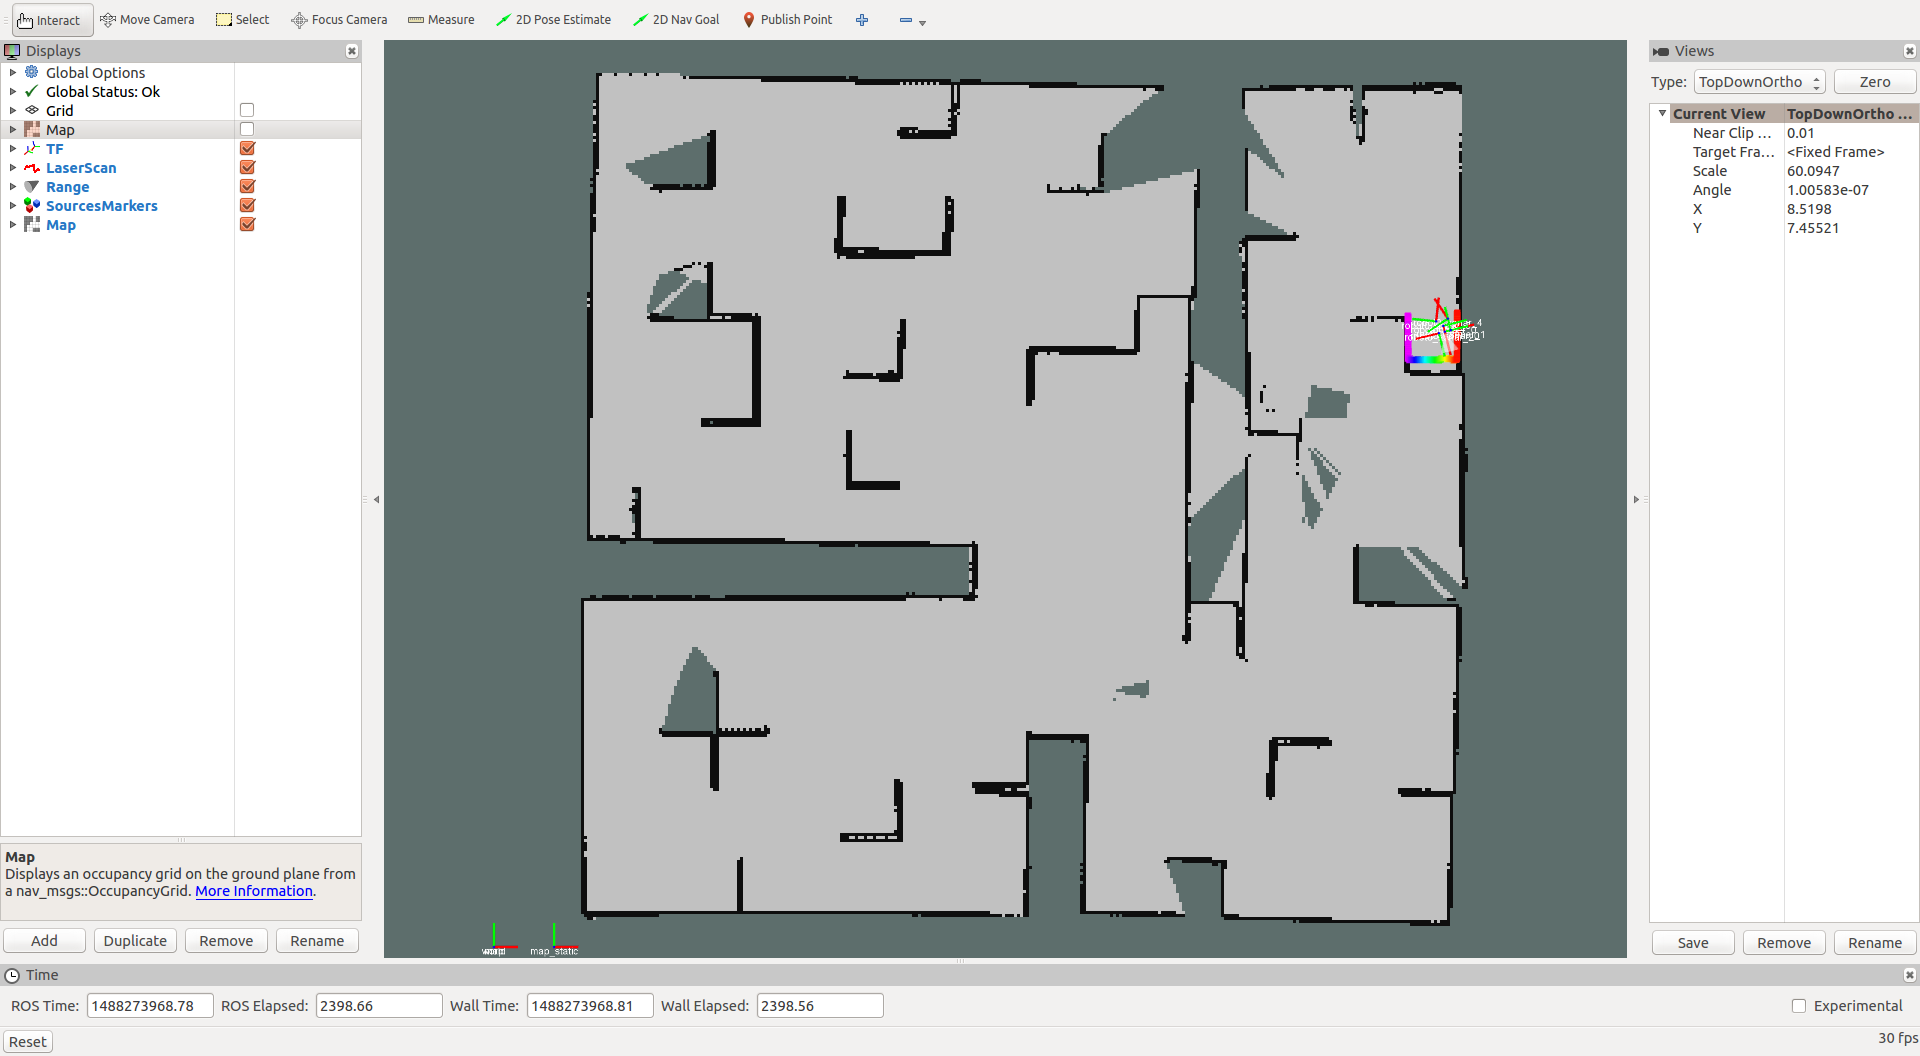 Interact Move Camera Select Focus Camera Measure 2D Pose Estimate 2D Nav Goal Publish Point
Displays
Global Options
Global Status: Ok
Grid
Map
TF
LaserScan
Range
SourcesMarkers
Map
Map
Displays an occupancy grid on the ground plane from
a nav_msgs::OccupancyGrid. More Information.
Add Duplicate Remove Rename
map_static
Views
Type: TopDownOrtho Zero
Current View TopDownOrtho ...
Near Clip ... 0.01
Target Fra... <Fixed Frame>
Scale 60.0947
Angle 1.00583e-07
X 8.5198
Y 7.45521
Save Remove Rename
Time
ROS Time: 1488273968.78 ROS Elapsed: 2398.66 Wall Time: 1488273968.81 Wall Elapsed: 2398.56 Experimental
Reset 30 fps